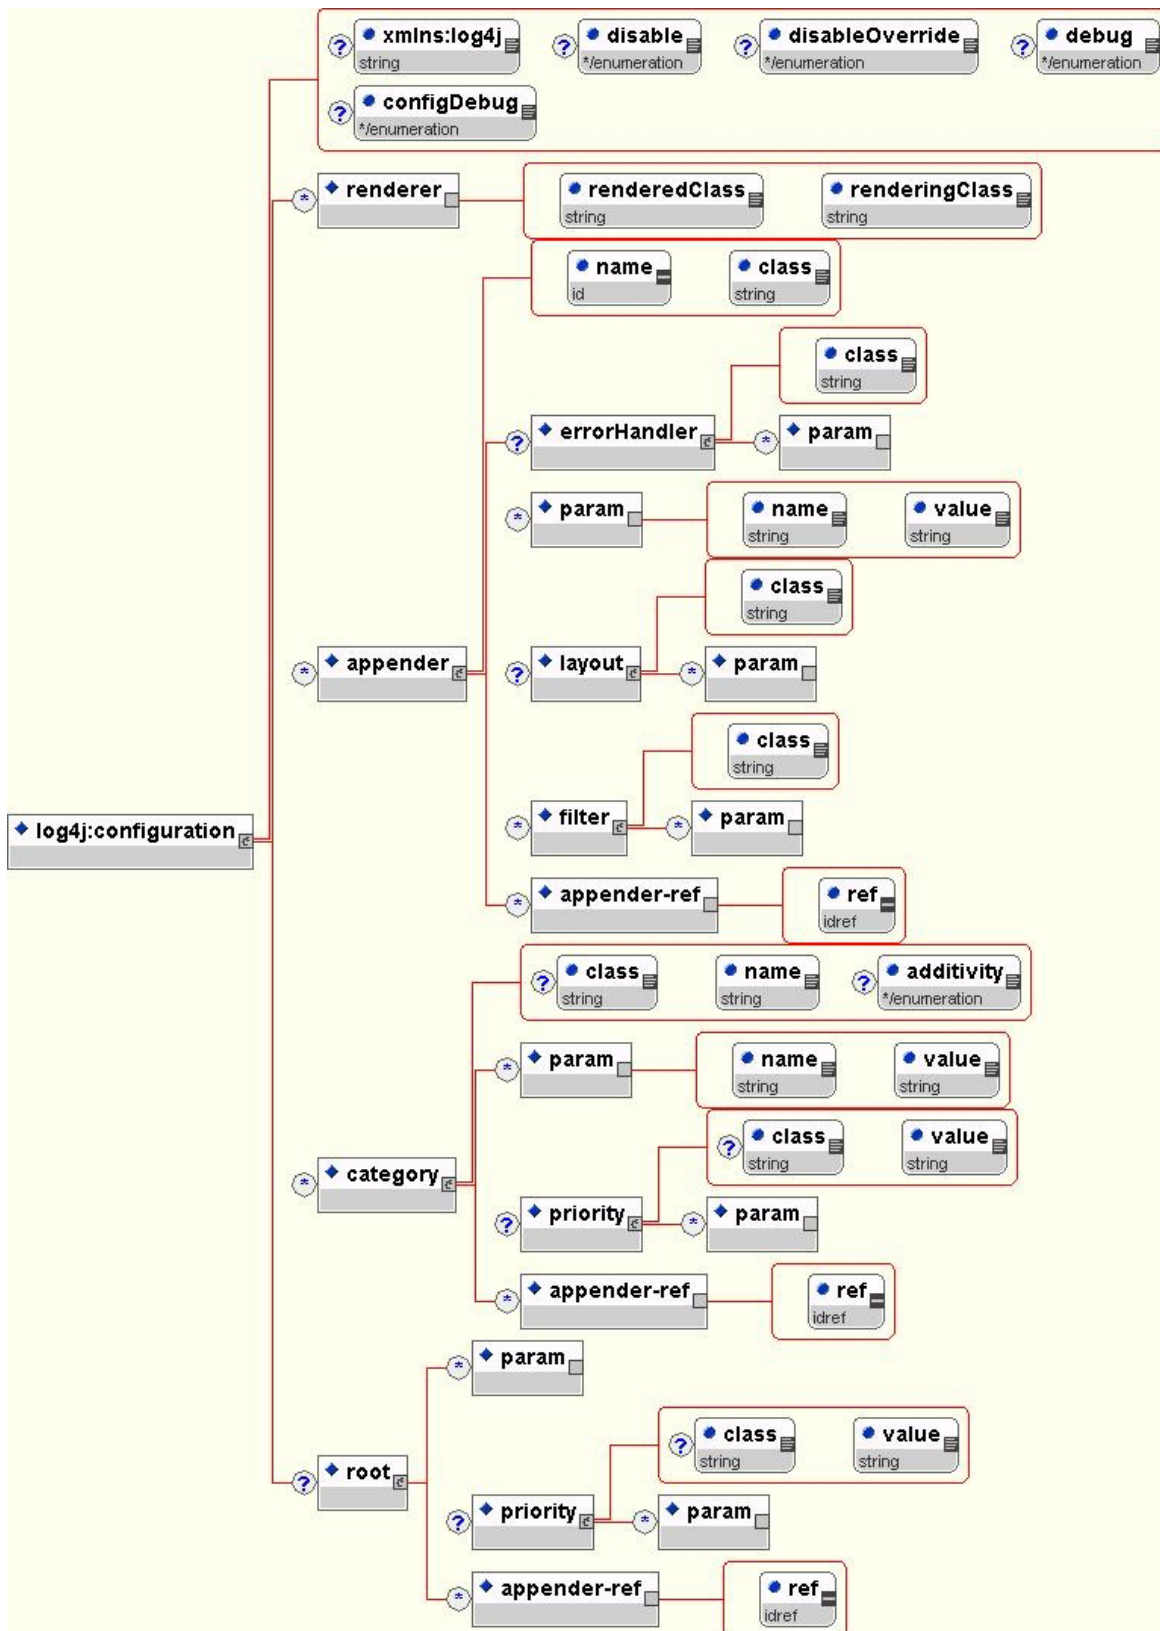 ? xmlns:log4j ? disable ? disableOverride ? debug
string */enumeration */enumeration */enumeration
? configDebug
*/enumeration
* renderer renderedClass renderingClass
string string
name class
id string
class
string
? errorHandler * param
* param name value
string string
class
string
* appender ? layout * param
class
string
log4j:configuration * filter * param
* appender-ref ref
idref
? class name ? additivity
string string */enumeration
* param name value
string string
? class value
string string
* category
? priority * param
* appender-ref ref
idref
* param
? class value
string string
? root
? priority * param
* appender-ref ref
idref